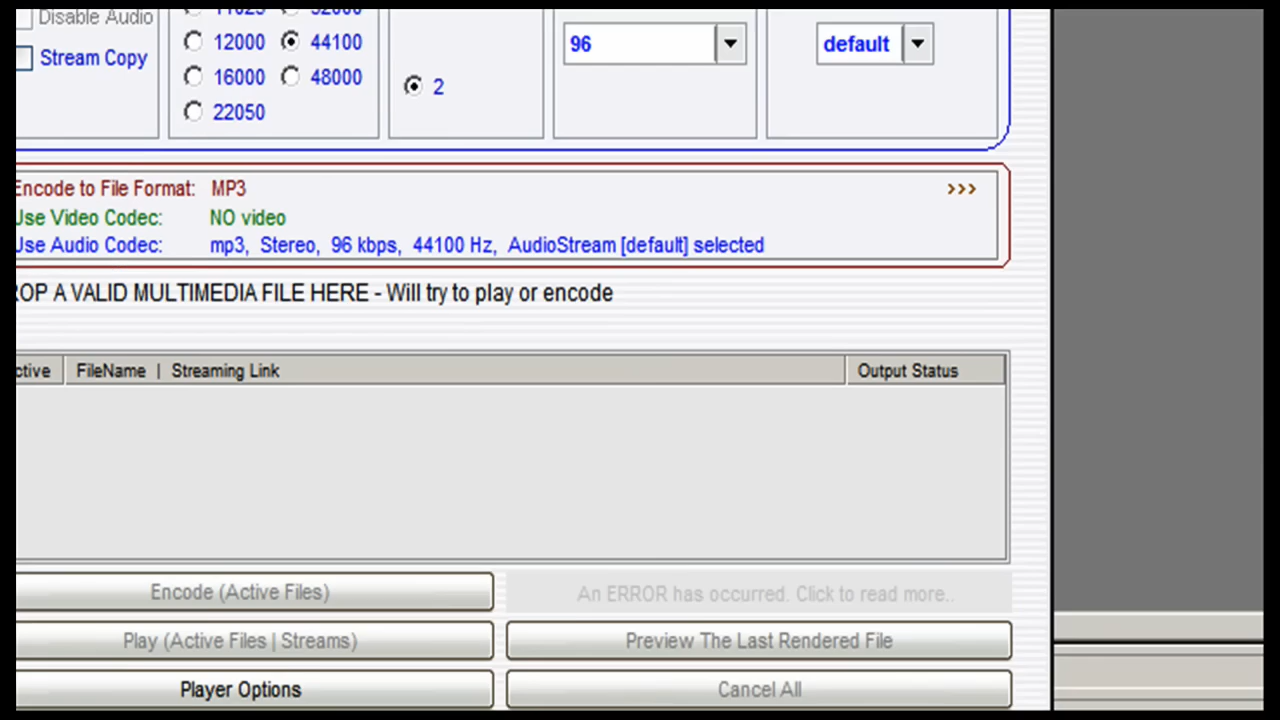 Disable Audio
Stream Copy
11025
32000
12000
44100
16000
48000
22050
2
96
default
Encode to File Format: MP3 >>>
Use Video Codec: NO video
Use Audio Codec: mp3, Stereo, 96 kbps, 44100 Hz, AudioStream [default] selected
ROP A VALID MULTIMEDIA FILE HERE - Will try to play or encode
ctive FileName | Streaming Link Output Status
Encode (Active Files) An ERROR has occurred. Click to read more..
Play (Active Files | Streams) Preview The Last Rendered File
Player Options Cancel All